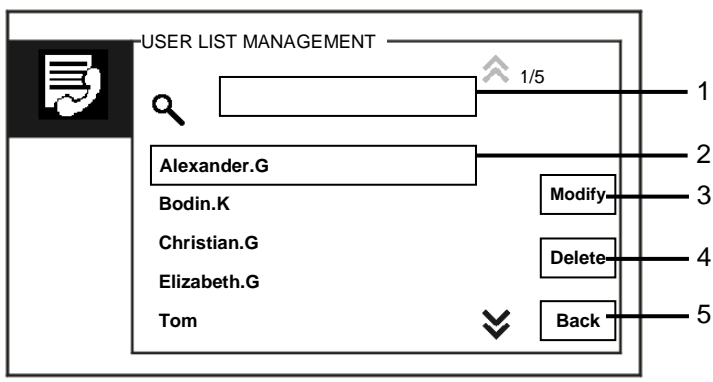 USER LIST MANAGEMENT
1/5
1
Alexander.G
2
Bodin.K
Modify
3
Christian.G
Delete
4
Elizabeth.G
Tom
Back
5